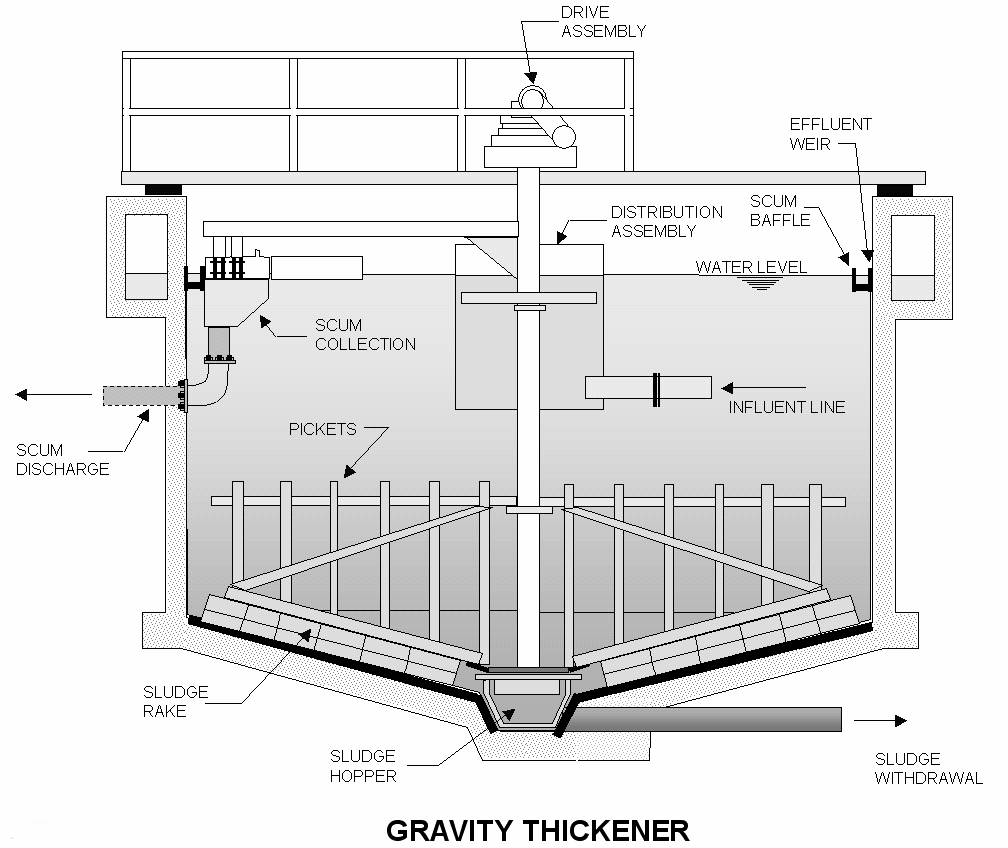 DRIVE
ASSEMBLY
EFFLUENT
WEIR
SCUM
BAFFLE
DISTRIBUTION
ASSEMBLY
WATER LEVEL
SCUM
COLLECTION
INFLUENT LINE
PICKETS
SCUM
DISCHARGE
SLUDGE
RAKE
SLUDGE
HOPPER
SLUDGE
WITHDRAWAL
GRAVITY THICKENER